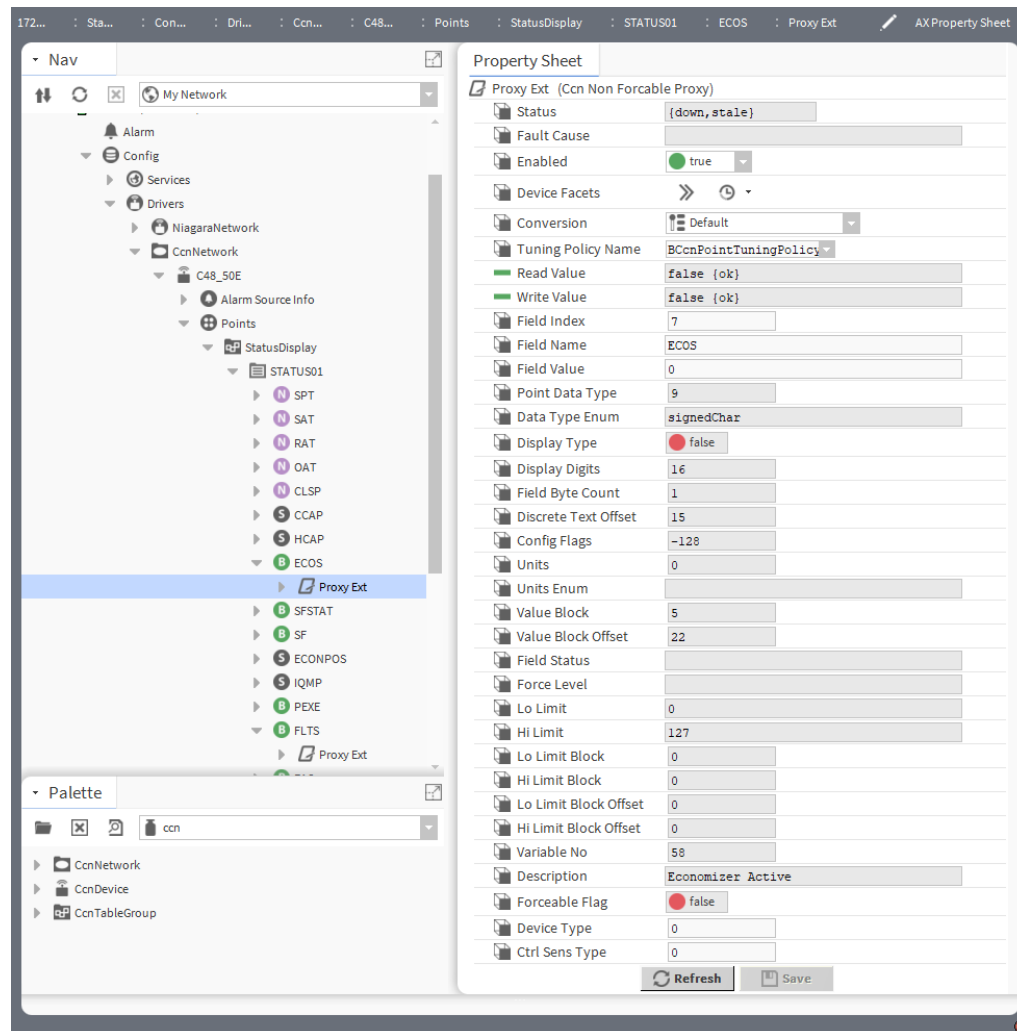 172... : Sta... : Con... : Dri... : Ccn... : C48... : Points : StatusDisplay : STATUS01 : ECOS : Proxy Ext AX Property Sheet
Nav
My Network
Alarm
Config
Services
Drivers
NiagaraNetwork
CcnNetwork
C48_50E
Alarm Source Info
Points
StatusDisplay
STATUS01
N SPT
N SAT
N RAT
N OAT
N CLSP
S CCAP
S HCAP
B ECOS
Proxy Ext
B SFSTAT
B SF
S ECONPOS
S IQMP
B PEXE
B FLTS
Proxy Ext
Palette
ccn
CcnNetwork
CcnDevice
CcnTableGroup
Property Sheet
Proxy Ext (Ccn Non Forcable Proxy)
Status {down,stale}
Fault Cause
Enabled true
Device Facets
Conversion Default
Tuning Policy Name BCcnPointTuningPolicy
Read Value false {ok}
Write Value false {ok}
Field Index 7
Field Name ECOS
Field Value 0
Point Data Type 9
Data Type Enum signedChar
Display Type false
Display Digits 16
Field Byte Count 1
Discrete Text Offset 15
Config Flags -128
Units 0
Units Enum
Value Block 5
Value Block Offset 22
Field Status
Force Level
Lo Limit 0
Hi Limit 127
Lo Limit Block 0
Hi Limit Block 0
Lo Limit Block Offset 0
Hi Limit Block Offset 0
Variable No 58
Description Economizer Active
Forceable Flag false
Device Type 0
Ctrl Sens Type 0
Refresh Save